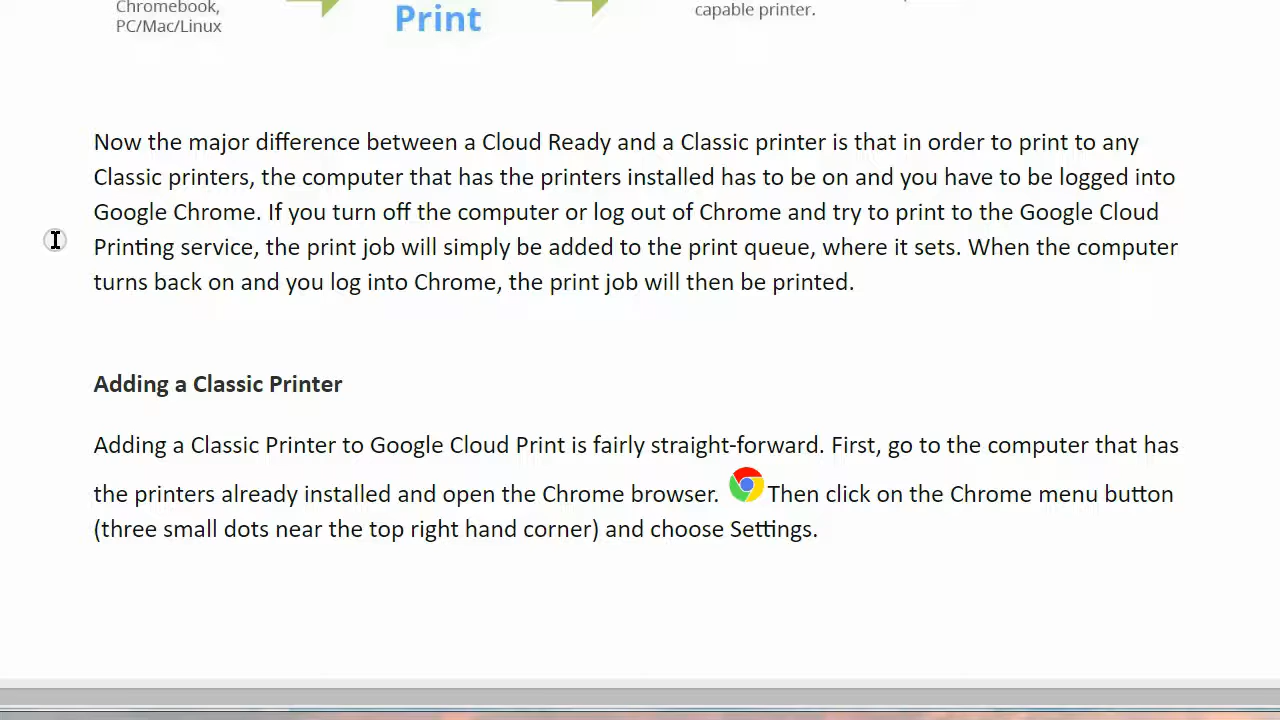 Chromebook,
PC/Mac/Linux
Print
capable printer.
Now the major difference between a Cloud Ready and a Classic printer is that in order to print to any
Classic printers, the computer that has the printers installed has to be on and you have to be logged into
Google Chrome. If you turn off the computer or log out of Chrome and try to print to the Google Cloud
Printing service, the print job will simply be added to the print queue, where it sets. When the computer
turns back on and you log into Chrome, the print job will then be printed.
Adding a Classic Printer
Adding a Classic Printer to Google Cloud Print is fairly straight-forward. First, go to the computer that has
the printers already installed and open the Chrome browser. Then click on the Chrome menu button
(three small dots near the top right hand corner) and choose Settings.